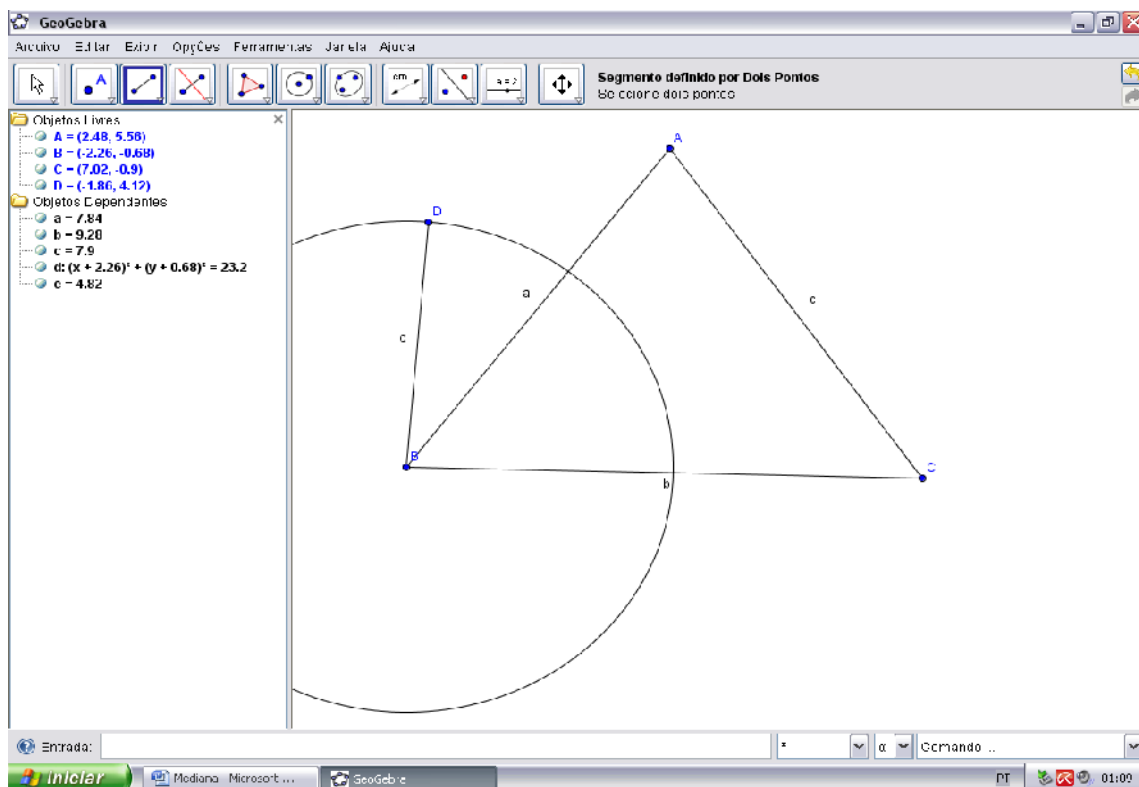 GeoGebra
Arquivo Editar Exibir Opções Ferramentas Janela Ajuda
Segmento definido por Dois Pontos
Selecione dois pontos
Objetos Livres
A = (2.48, 5.56)
B = (-2.26, -0.68)
C = (7.02, -0.9)
D = (-1.86, 4.12)
Objetos Dependentes
a = 7.84
b = 9.28
c = 7.9
d: (x + 2.26)² + (y + 0.68)² = 23.2
e = 4.82
A
D
a
c
B
b
C
Entrada:
α
Comando ...
Iniciar
Mediana Microsoft ...
GeoGebra
PT
01:09